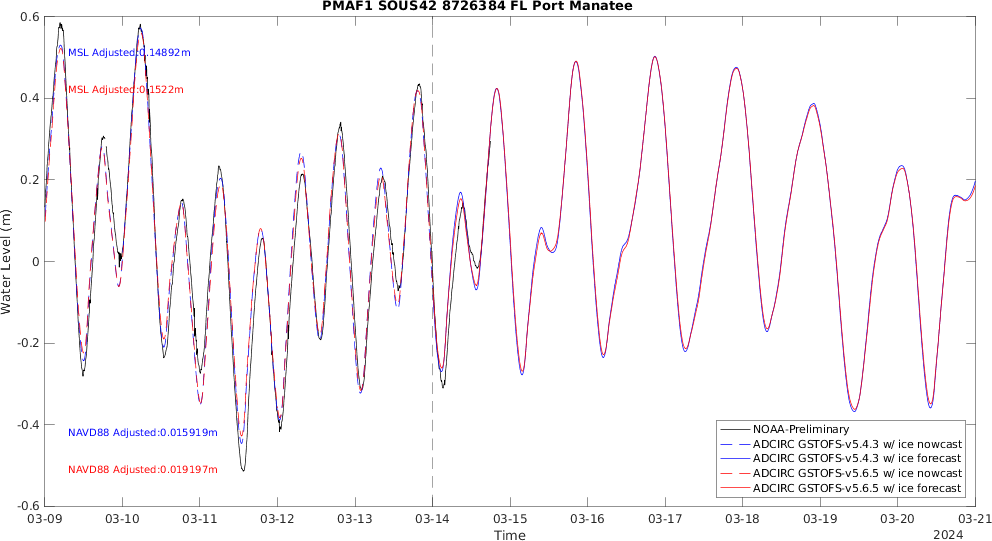 PMAF1 SOUS42 8726384 FL Port Manatee
0.6
0.4
0.2
0
-0.2
-0.4
-0.6
Water Level (m)
MSL Adjusted:0.14892m
MSL Adjusted:0.1522m
NAVD88 Adjusted:0.015919m
NAVD88 Adjusted:0.019197m
NOAA-Preliminary
ADCIRC GSTOFS-v5.4.3 w/ ice nowcast
ADCIRC GSTOFS-v5.4.3 w/ ice forecast
ADCIRC GSTOFS-v5.6.5 w/ ice nowcast
ADCIRC GSTOFS-v5.6.5 w/ ice forecast
03-09 03-10 03-11 03-12 03-13 03-14 03-15 03-16 03-17 03-18 03-19 03-20 03-21
Time
2024